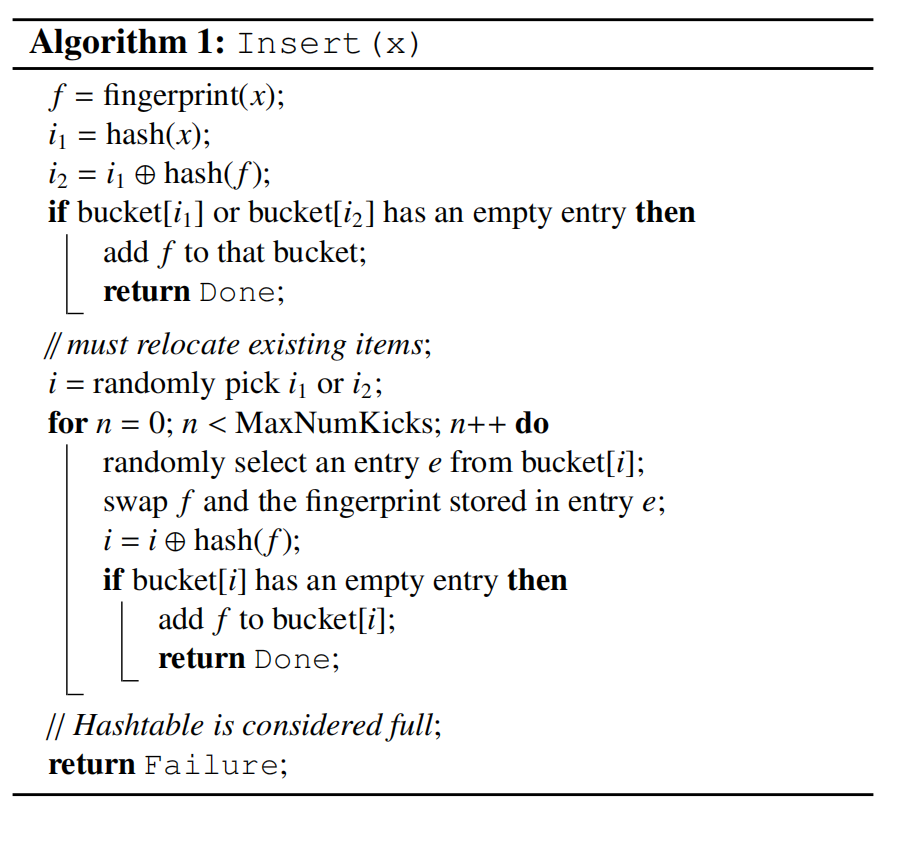 Algorithm 1: Insert(x)
f = fingerprint(x);
i₁ = hash(x);
i₂ = i₁ ⊕ hash(f);
if bucket[i₁] or bucket[i₂] has an empty entry then
add f to that bucket;
return Done;
// must relocate existing items;
i = randomly pick i₁ or i₂;
for n = 0; n < MaxNumKicks; n++ do
randomly select an entry e from bucket[i];
swap f and the fingerprint stored in entry e;
i = i ⊕ hash(f);
if bucket[i] has an empty entry then
add f to bucket[i];
return Done;
// Hashtable is considered full;
return Failure;